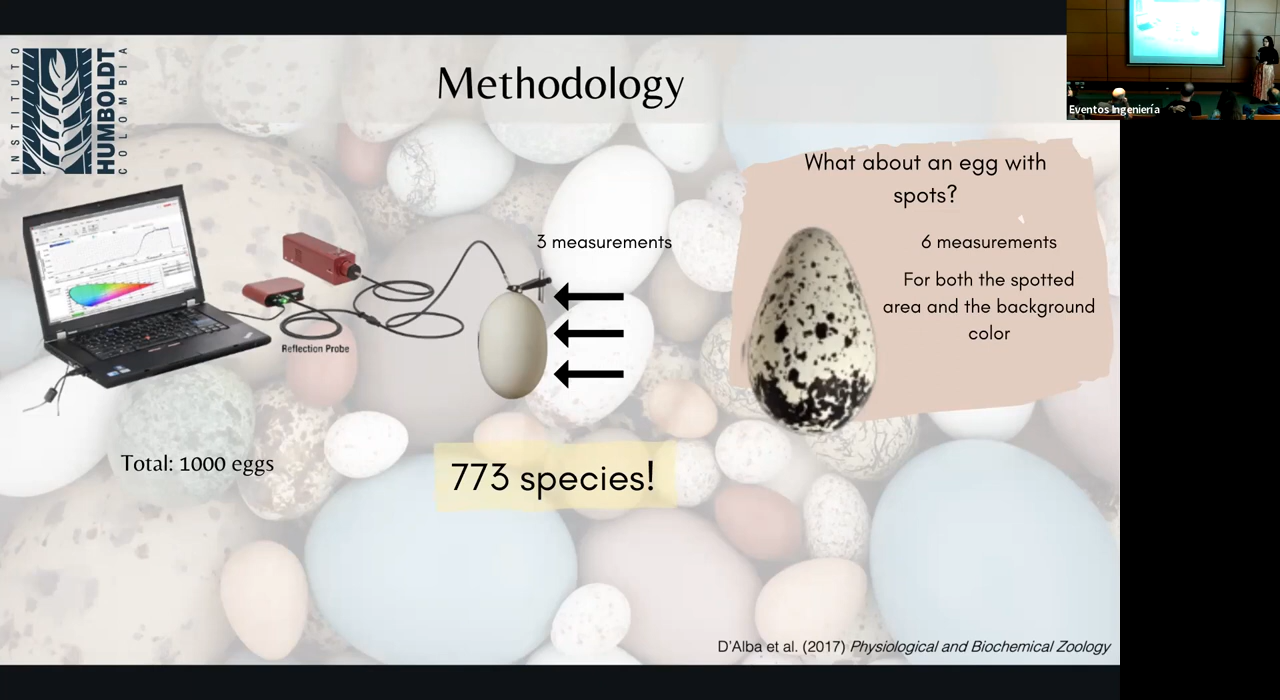 INSTITUTO
HUMBOLDT
COLOMBIA
Methodology
Eventos Ingeniería
What about an egg with
spots?
3 measurements
6 measurements
For both the spotted
area and the background
color
Reflection Probe
Total: 1000 eggs
773 species!
D'Alba et al. (2017) Physiological and Biochemical Zoology